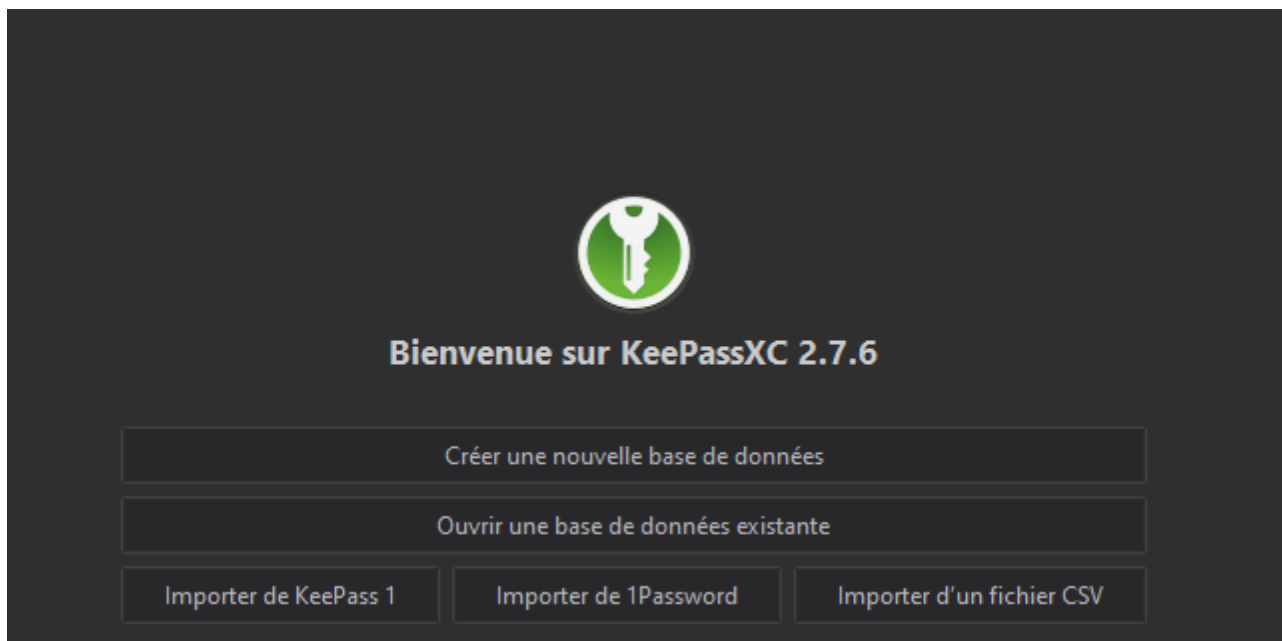 Bienvenue sur KeePassXC 2.7.6
Créer une nouvelle base de données
Ouvrir une base de données existante
Importer de KeePass 1
Importer de 1Password
Importer d'un fichier CSV